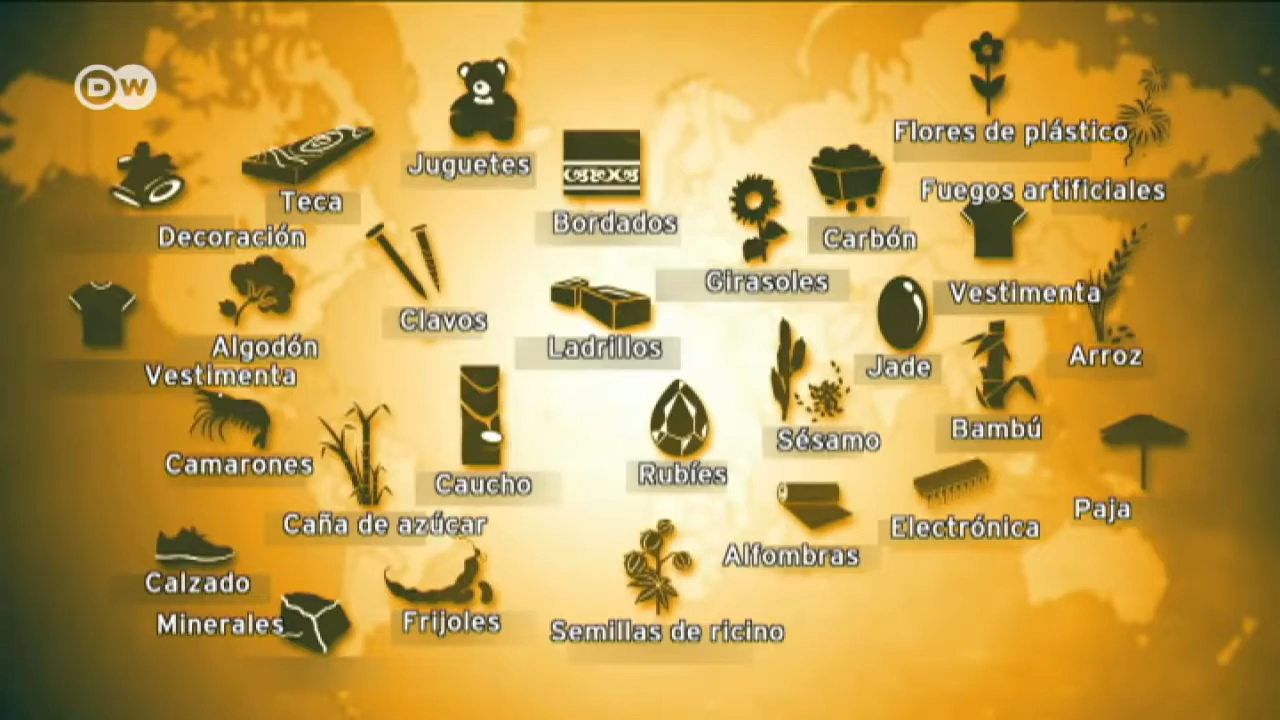 DW
Juguetes
Flores de plástico
Teca
Fuegos artificiales
Decoración
Bordados
Carbón
Girasoles
Vestimenta
Clavos
Algodón
Ladrillos
Arroz
Jade
Vestimenta
Bambú
Sésamo
Camarones
Rubíes
Caucho
Paja
Caña de azúcar
Electrónica
Alfombras
Calzado
Minerales
Frijoles
Semillas de ricino